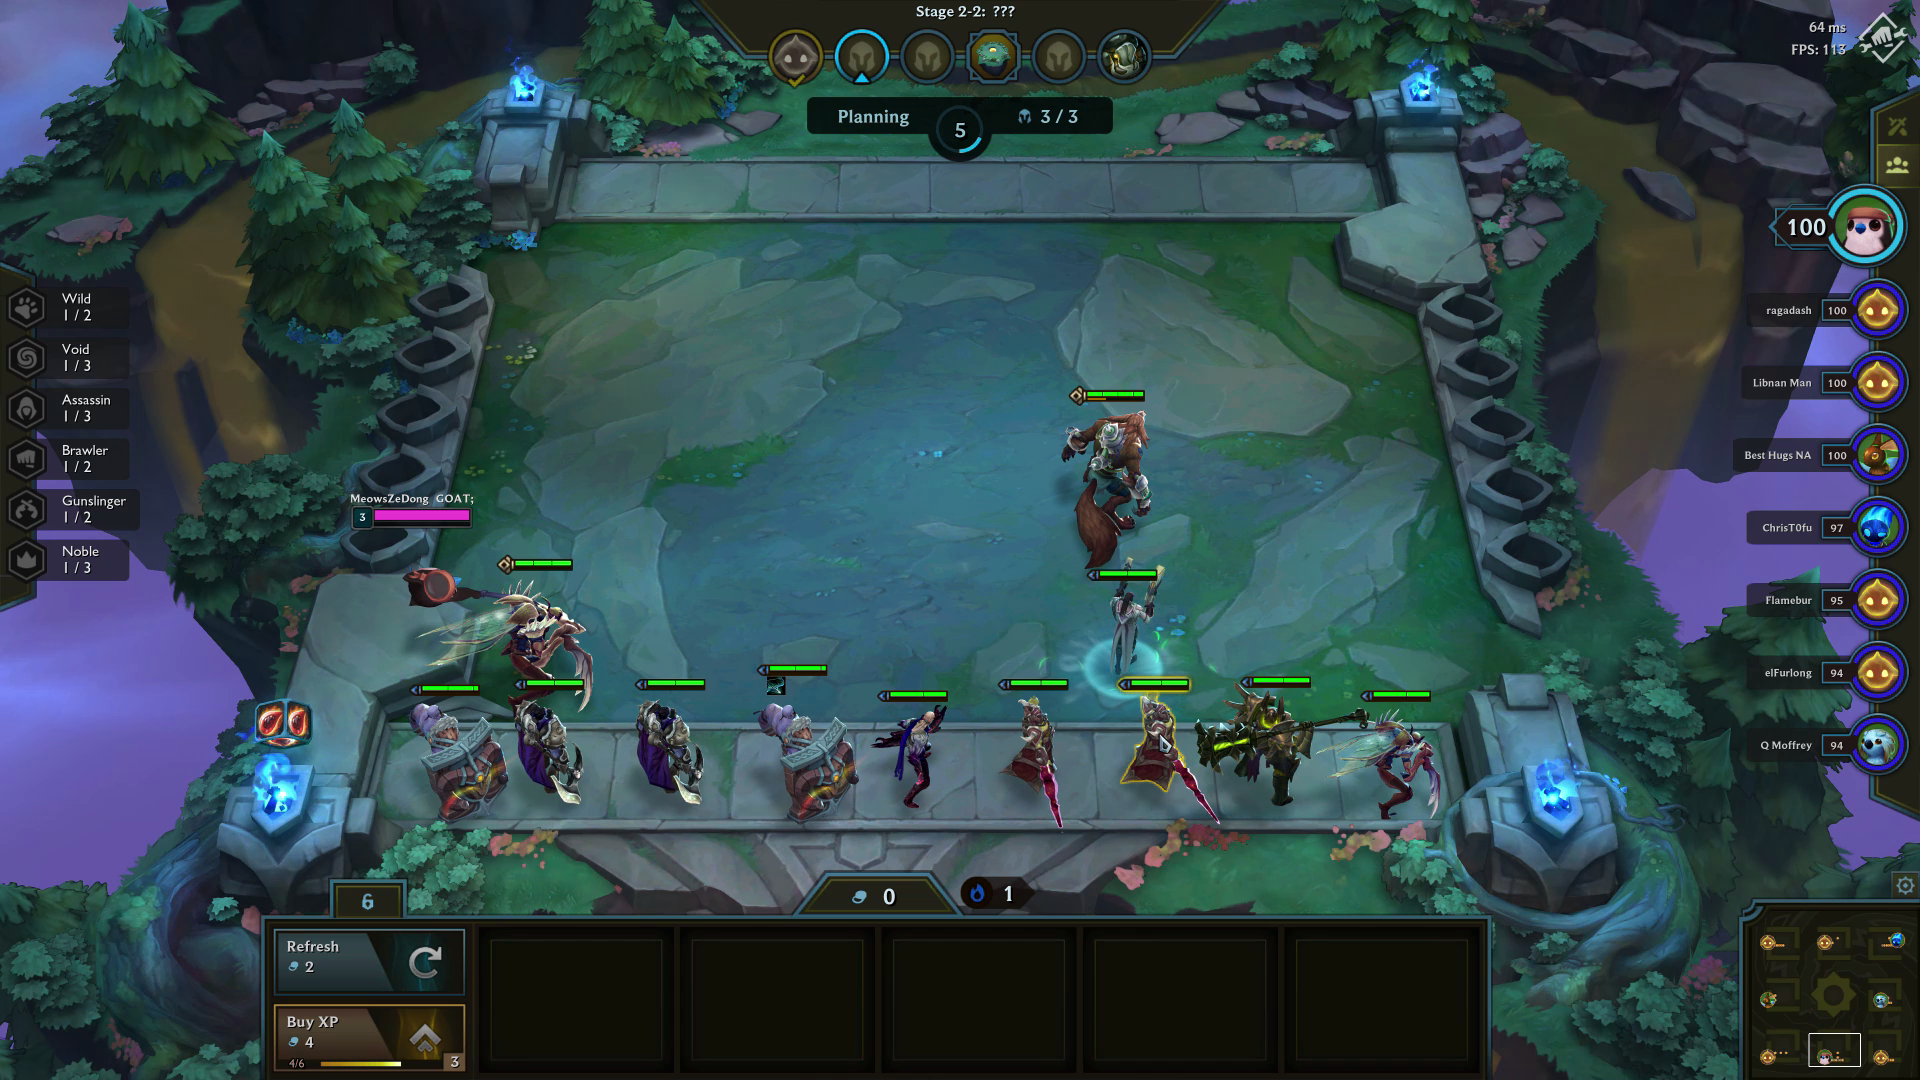 Stage 2-2: ???
64 ms
FPS: 113
Planning
5
3 / 3
100
Wild
1 / 2
Void
1 / 3
Assassin
1 / 3
Brawler
1 / 2
Gunslinger
1 / 2
Noble
1 / 3
ragadash 100
Libnan Man 100
Best Hugs NA 100
ChrisT0fu 97
Flamebur 95
elFurlong 94
Q Moffrey 94
MeowsZeDong GOAT;
3
6
0
1
Refresh
2
Buy XP
4
4/6
3